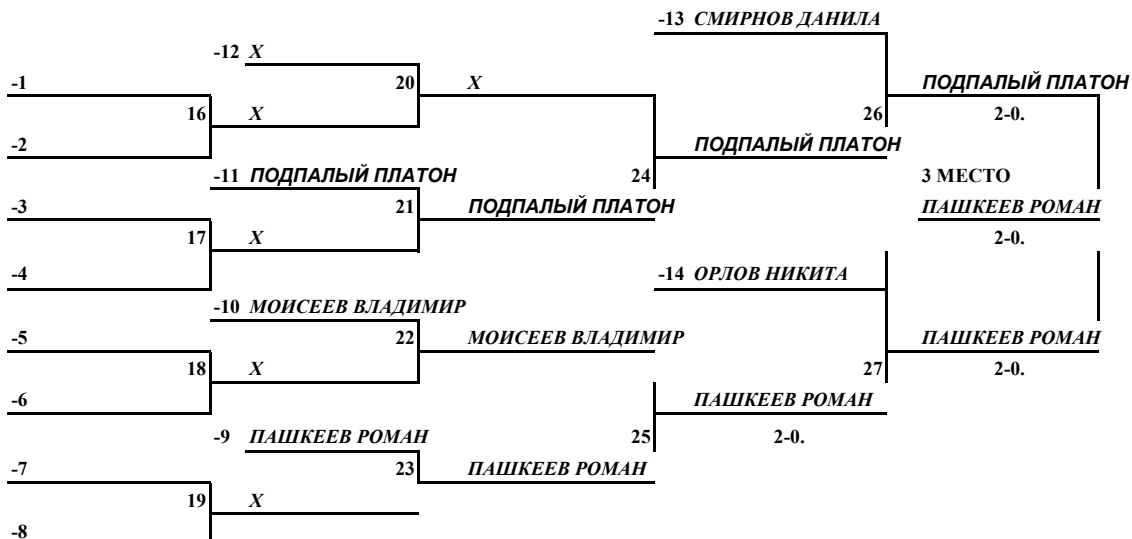 -13 СМИРНОВ ДАНИЛА
-12 X
-1 20 X ПОДПАЛЫЙ ПЛАТОН
16 X 26 2-0.
-2 ПОДПАЛЫЙ ПЛАТОН
-11 ПОДПАЛЫЙ ПЛАТОН 24 3 МЕСТО
-3 21 ПОДПАЛЫЙ ПЛАТОН ПАШКЕЕВ РОМАН
17 X 2-0.
-4 -14 ОРЛОВ НИКИТА
-10 МОИСЕЕВ ВЛАДИМИР
-5 22 МОИСЕЕВ ВЛАДИМИР ПАШКЕЕВ РОМАН
18 X 27 2-0.
-6 ПАШКЕЕВ РОМАН
-9 ПАШКЕЕВ РОМАН 25 2-0.
-7 23 ПАШКЕЕВ РОМАН
19 X
-8